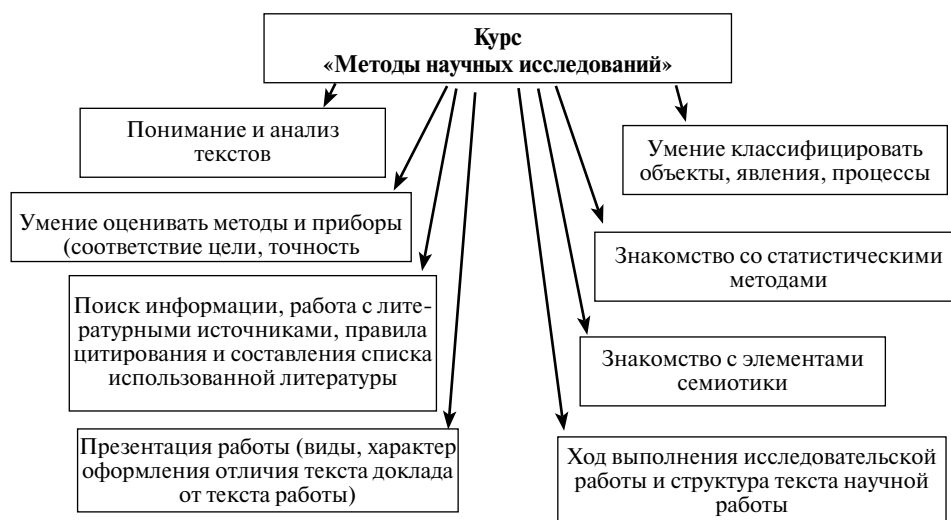 Курс
«Методы научных исследований»
Понимание и анализ
текстов
Умение оценивать методы и приборы
(соответствие цели, точность
Поиск информации, работа с лите-
ратурными источниками, правила
цитирования и составления списка
использованной литературы
Презентация работы (виды, характер
оформления отличия текста доклада
от текста работы)
Умение классифицировать
объекты, явления, процессы
Знакомство со статистическими
методами
Знакомство с элементами
семиотики
Ход выполнения исследовательской
работы и структура текста научной
работы